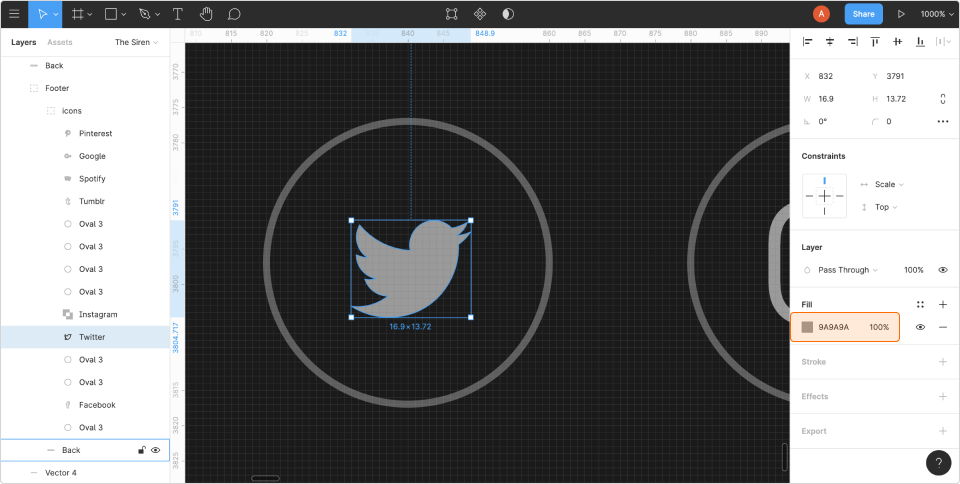 A
Share
1000%
Layers
Assets
The Siren
810
815
820
825
832
840
845
848.9
860
865
870
875
880
885
890
Back
Footer
icons
Pinterest
Google
Spotify
Tumblr
Oval 3
Oval 3
Oval 3
Oval 3
Instagram
Twitter
Oval 3
Oval 3
Facebook
Oval 3
Back
Vector 4
3770
3775
3780
3791
3795
3800
3804.717
3815
3820
3825
16.9 × 13.72
X 832
Y 3791
W 16.9
H 13.72
0°
0
Constraints
Scale
Top
Layer
Pass Through
100%
Fill
9A9A9A 100%
Stroke
Effects
Export
?